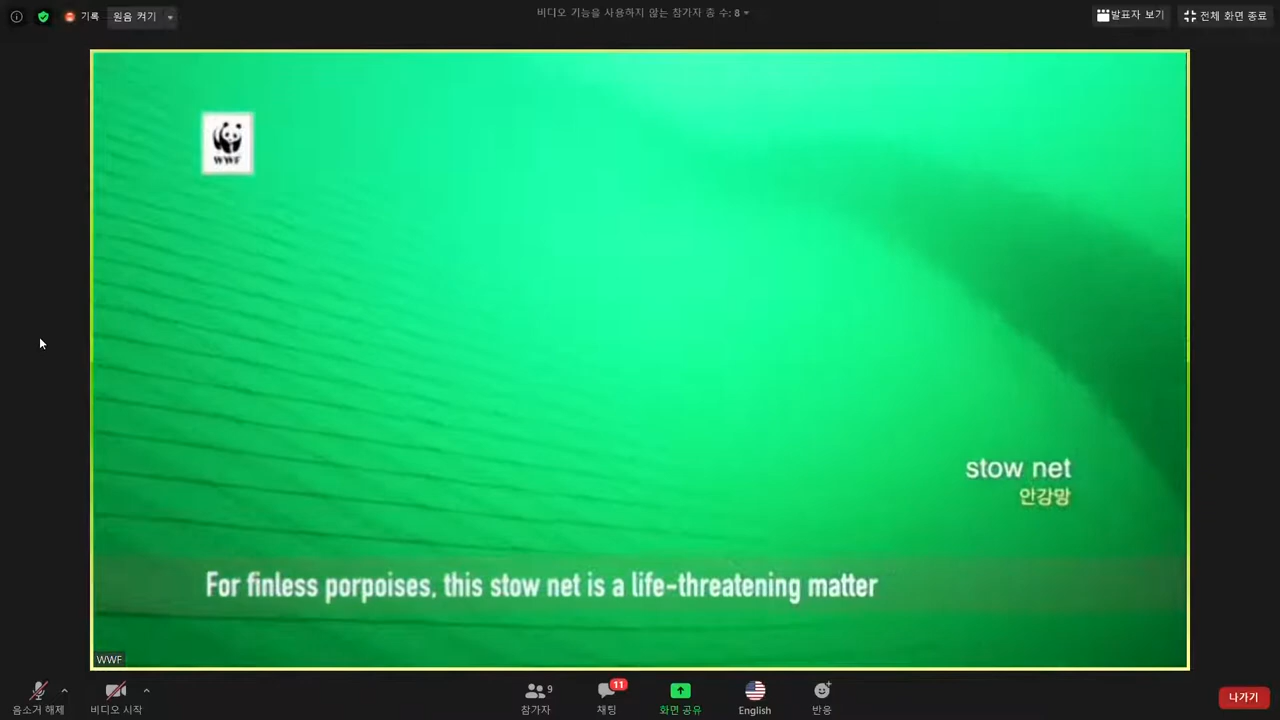 기록
원음 켜기
비디오 기능을 사용하지 않는 참가자 총 수: 8
발표자 보기
전체 화면 종료
WWF
stow net
안강망
For finless porpoises, this stow net is a life-threatening matter
WWF
음소거 해제
비디오 시작
9
참가자
11
채팅
화면 공유
English
반응
나가기